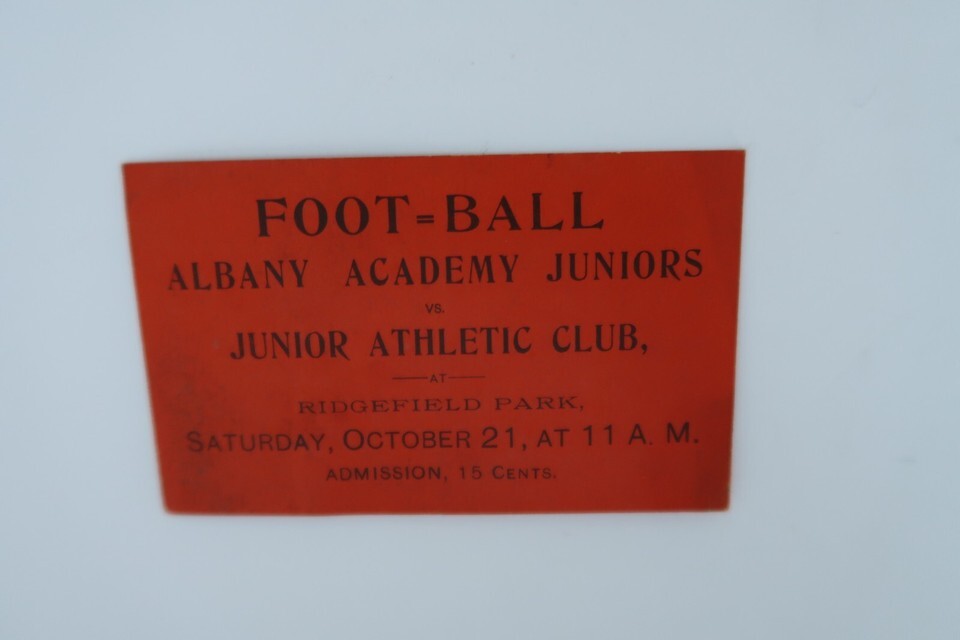 FOOT=BALL
ALBANY ACADEMY JUNIORS
VS.
JUNIOR ATHLETIC CLUB,
—AT—
RIDGEFIELD PARK,
SATURDAY, OCTOBER 21, AT 11 A. M.
ADMISSION, 15 CENTS.